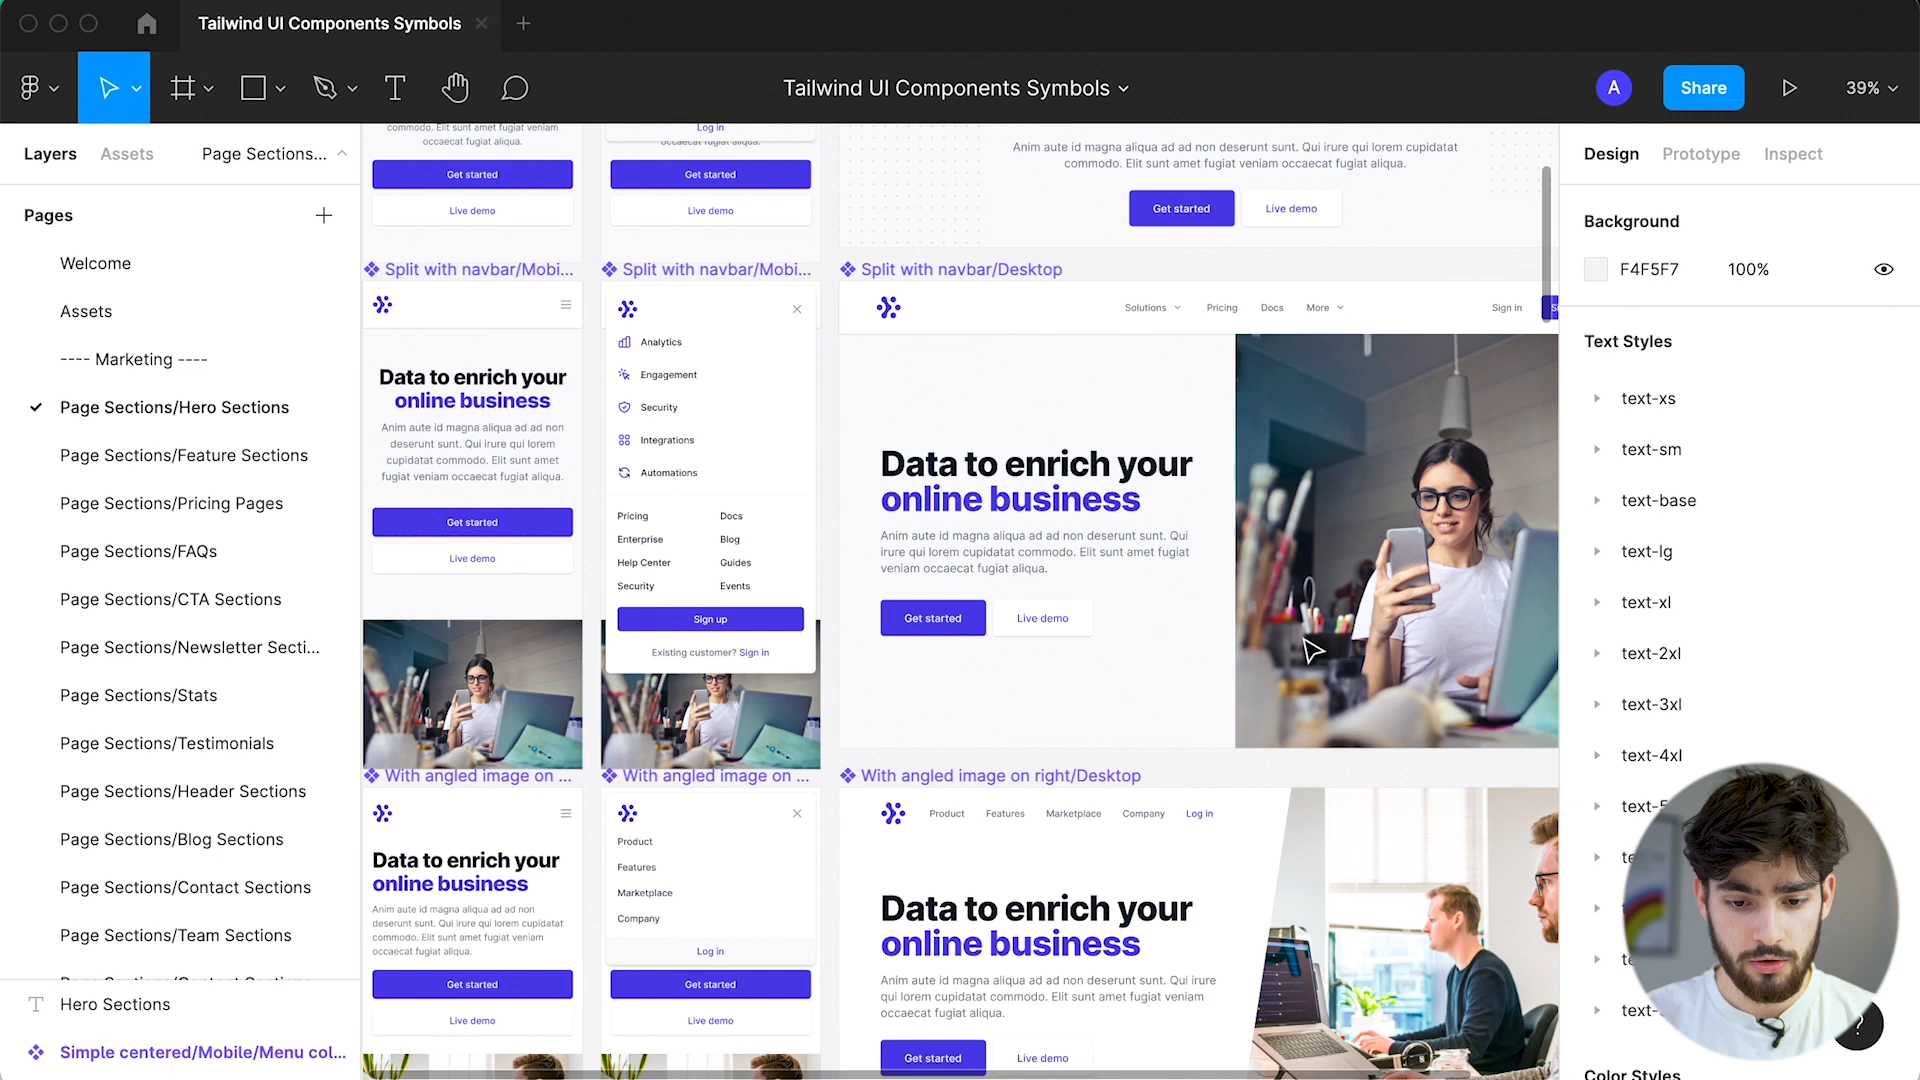 Tailwind UI Components Symbols
Tailwind UI Components Symbols
A
Share
39%
Layers
Assets
Page Sections...
Pages
Welcome
Assets
---- Marketing ----
Page Sections/Hero Sections
Page Sections/Feature Sections
Page Sections/Pricing Pages
Page Sections/FAQs
Page Sections/CTA Sections
Page Sections/Newsletter Secti...
Page Sections/Stats
Page Sections/Testimonials
Page Sections/Header Sections
Page Sections/Blog Sections
Page Sections/Contact Sections
Page Sections/Team Sections
Hero Sections
Simple centered/Mobile/Menu col...
commodo. Elit sunt amet fugiat veniam
occaecat fugiat aliqua.
Get started
Live demo
Log in
Get started
Live demo
Anim aute id magna aliqua ad ad non deserunt sunt. Qui irure qui lorem cupidatat
commodo. Elit sunt amet fugiat veniam occaecat fugiat aliqua.
Get started
Live demo
Split with navbar/Mobi...
Data to enrich your
online business
Anim aute id magna aliqua ad ad non
deserunt sunt. Qui irure qui lorem
cupidatat commodo. Elit sunt amet
fugiat veniam occaecat fugiat aliqua.
Get started
Live demo
Split with navbar/Mobi...
Analytics
Engagement
Security
Integrations
Automations
Pricing
Docs
Enterprise
Blog
Help Center
Guides
Security
Events
Sign up
Existing customer? Sign in
Split with navbar/Desktop
Solutions
Pricing
Docs
More
Sign in
Data to enrich your
online business
Anim aute id magna aliqua ad ad non deserunt sunt. Qui
irure qui lorem cupidatat commodo. Elit sunt amet fugiat
veniam occaecat fugiat aliqua.
Get started
Live demo
With angled image on ...
Data to enrich your
online business
Anim aute id magna aliqua ad ad non
deserunt sunt. Qui irure qui lorem cupidatat
commodo. Elit sunt amet fugiat veniam
occaecat fugiat aliqua.
Get started
Live demo
With angled image on ...
Product
Features
Marketplace
Company
Log in
Get started
Live demo
With angled image on right/Desktop
Product
Features
Marketplace
Company
Log in
Data to enrich your
online business
Anim aute id magna aliqua ad ad non deserunt sunt. Qui irure
qui lorem cupidatat commodo. Elit sunt amet fugiat veniam
occaecat fugiat aliqua.
Get started
Live demo
Design
Prototype
Inspect
Background
F4F5F7
100%
Text Styles
text-xs
text-sm
text-base
text-lg
text-xl
text-2xl
text-3xl
text-4xl
text-
text-
Color Styles
?